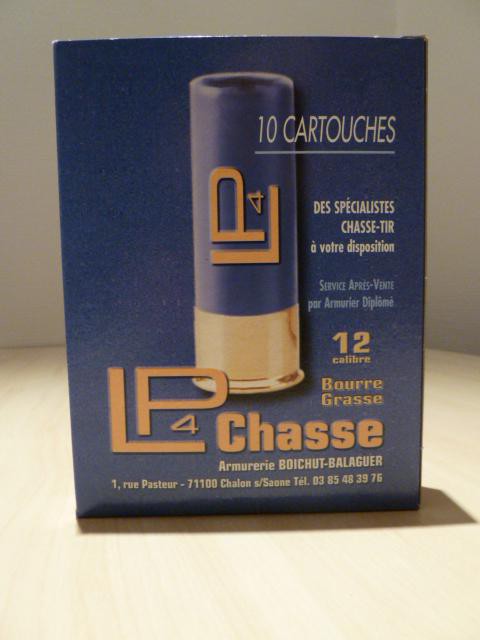 10 CARTOUCHES
LP4
DES SPÉCIALISTES
CHASSE-TIR
à votre disposition
SERVICE APRÈS-VENTE
par Armurier Diplômé
12
calibre
Bourre
Grasse
LP4 Chasse
Armurerie BOICHUT-BALAGUER
1, rue Pasteur - 71100 Chalon s/Saone Tél. 03 85 48 39 76